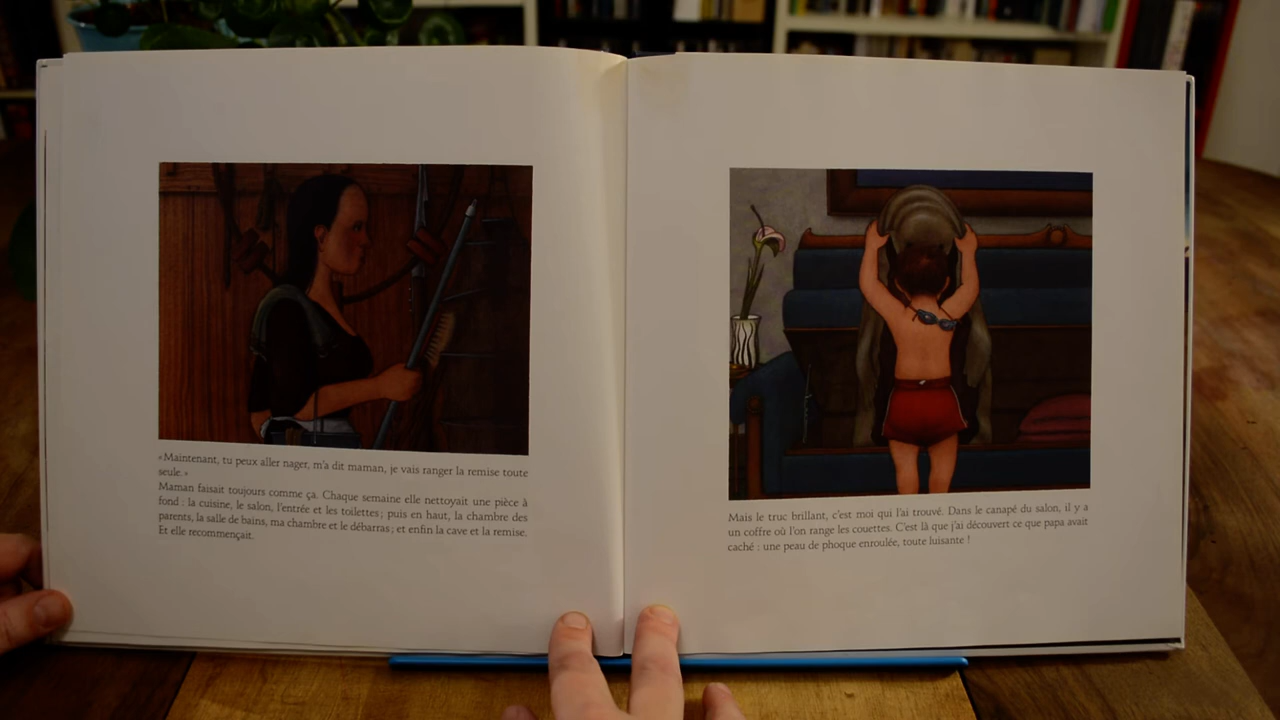 «Maintenant, tu peux aller nager, m'a dit maman, je vais ranger la remise toute
seule.»
Maman faisait toujours comme ça. Chaque semaine elle nettoyait une pièce à
fond : la cuisine, le salon, l'entrée et les toilettes ; puis en haut, la chambre des
parents, la salle de bains, ma chambre et le débarras ; et enfin la cave et la remise.
Et elle recommençait.
Mais le truc brillant, c'est moi qui l'ai trouvé. Dans le canapé du salon, il y a
un coffre où l'on range les couettes. C'est là que j'ai découvert ce que papa avait
caché : une peau de phoque enroulée, toute luisante !